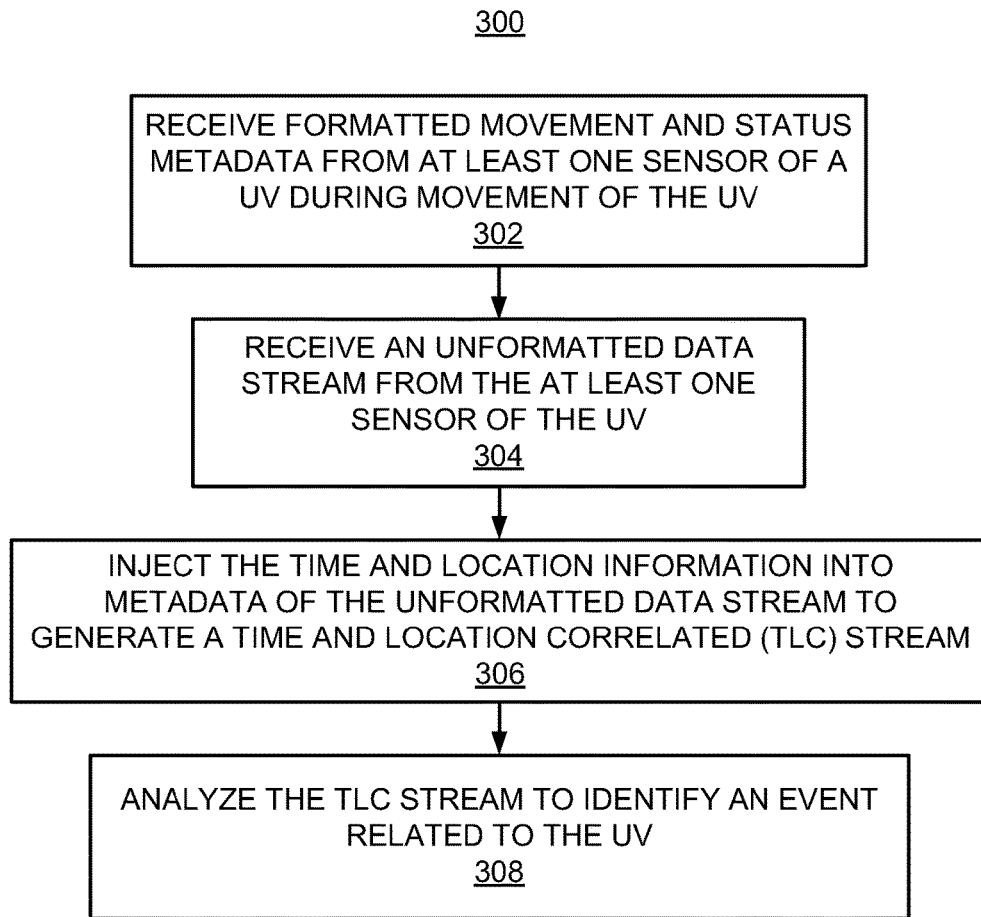 300
RECEIVE FORMATTED MOVEMENT AND STATUS
METADATA FROM AT LEAST ONE SENSOR OF A
UV DURING MOVEMENT OF THE UV
302
RECEIVE AN UNFORMATTED DATA
STREAM FROM THE AT LEAST ONE
SENSOR OF THE UV
304
INJECT THE TIME AND LOCATION INFORMATION INTO
METADATA OF THE UNFORMATTED DATA STREAM TO
GENERATE A TIME AND LOCATION CORRELATED (TLC) STREAM
306
ANALYZE THE TLC STREAM TO IDENTIFY AN EVENT
RELATED TO THE UV
308